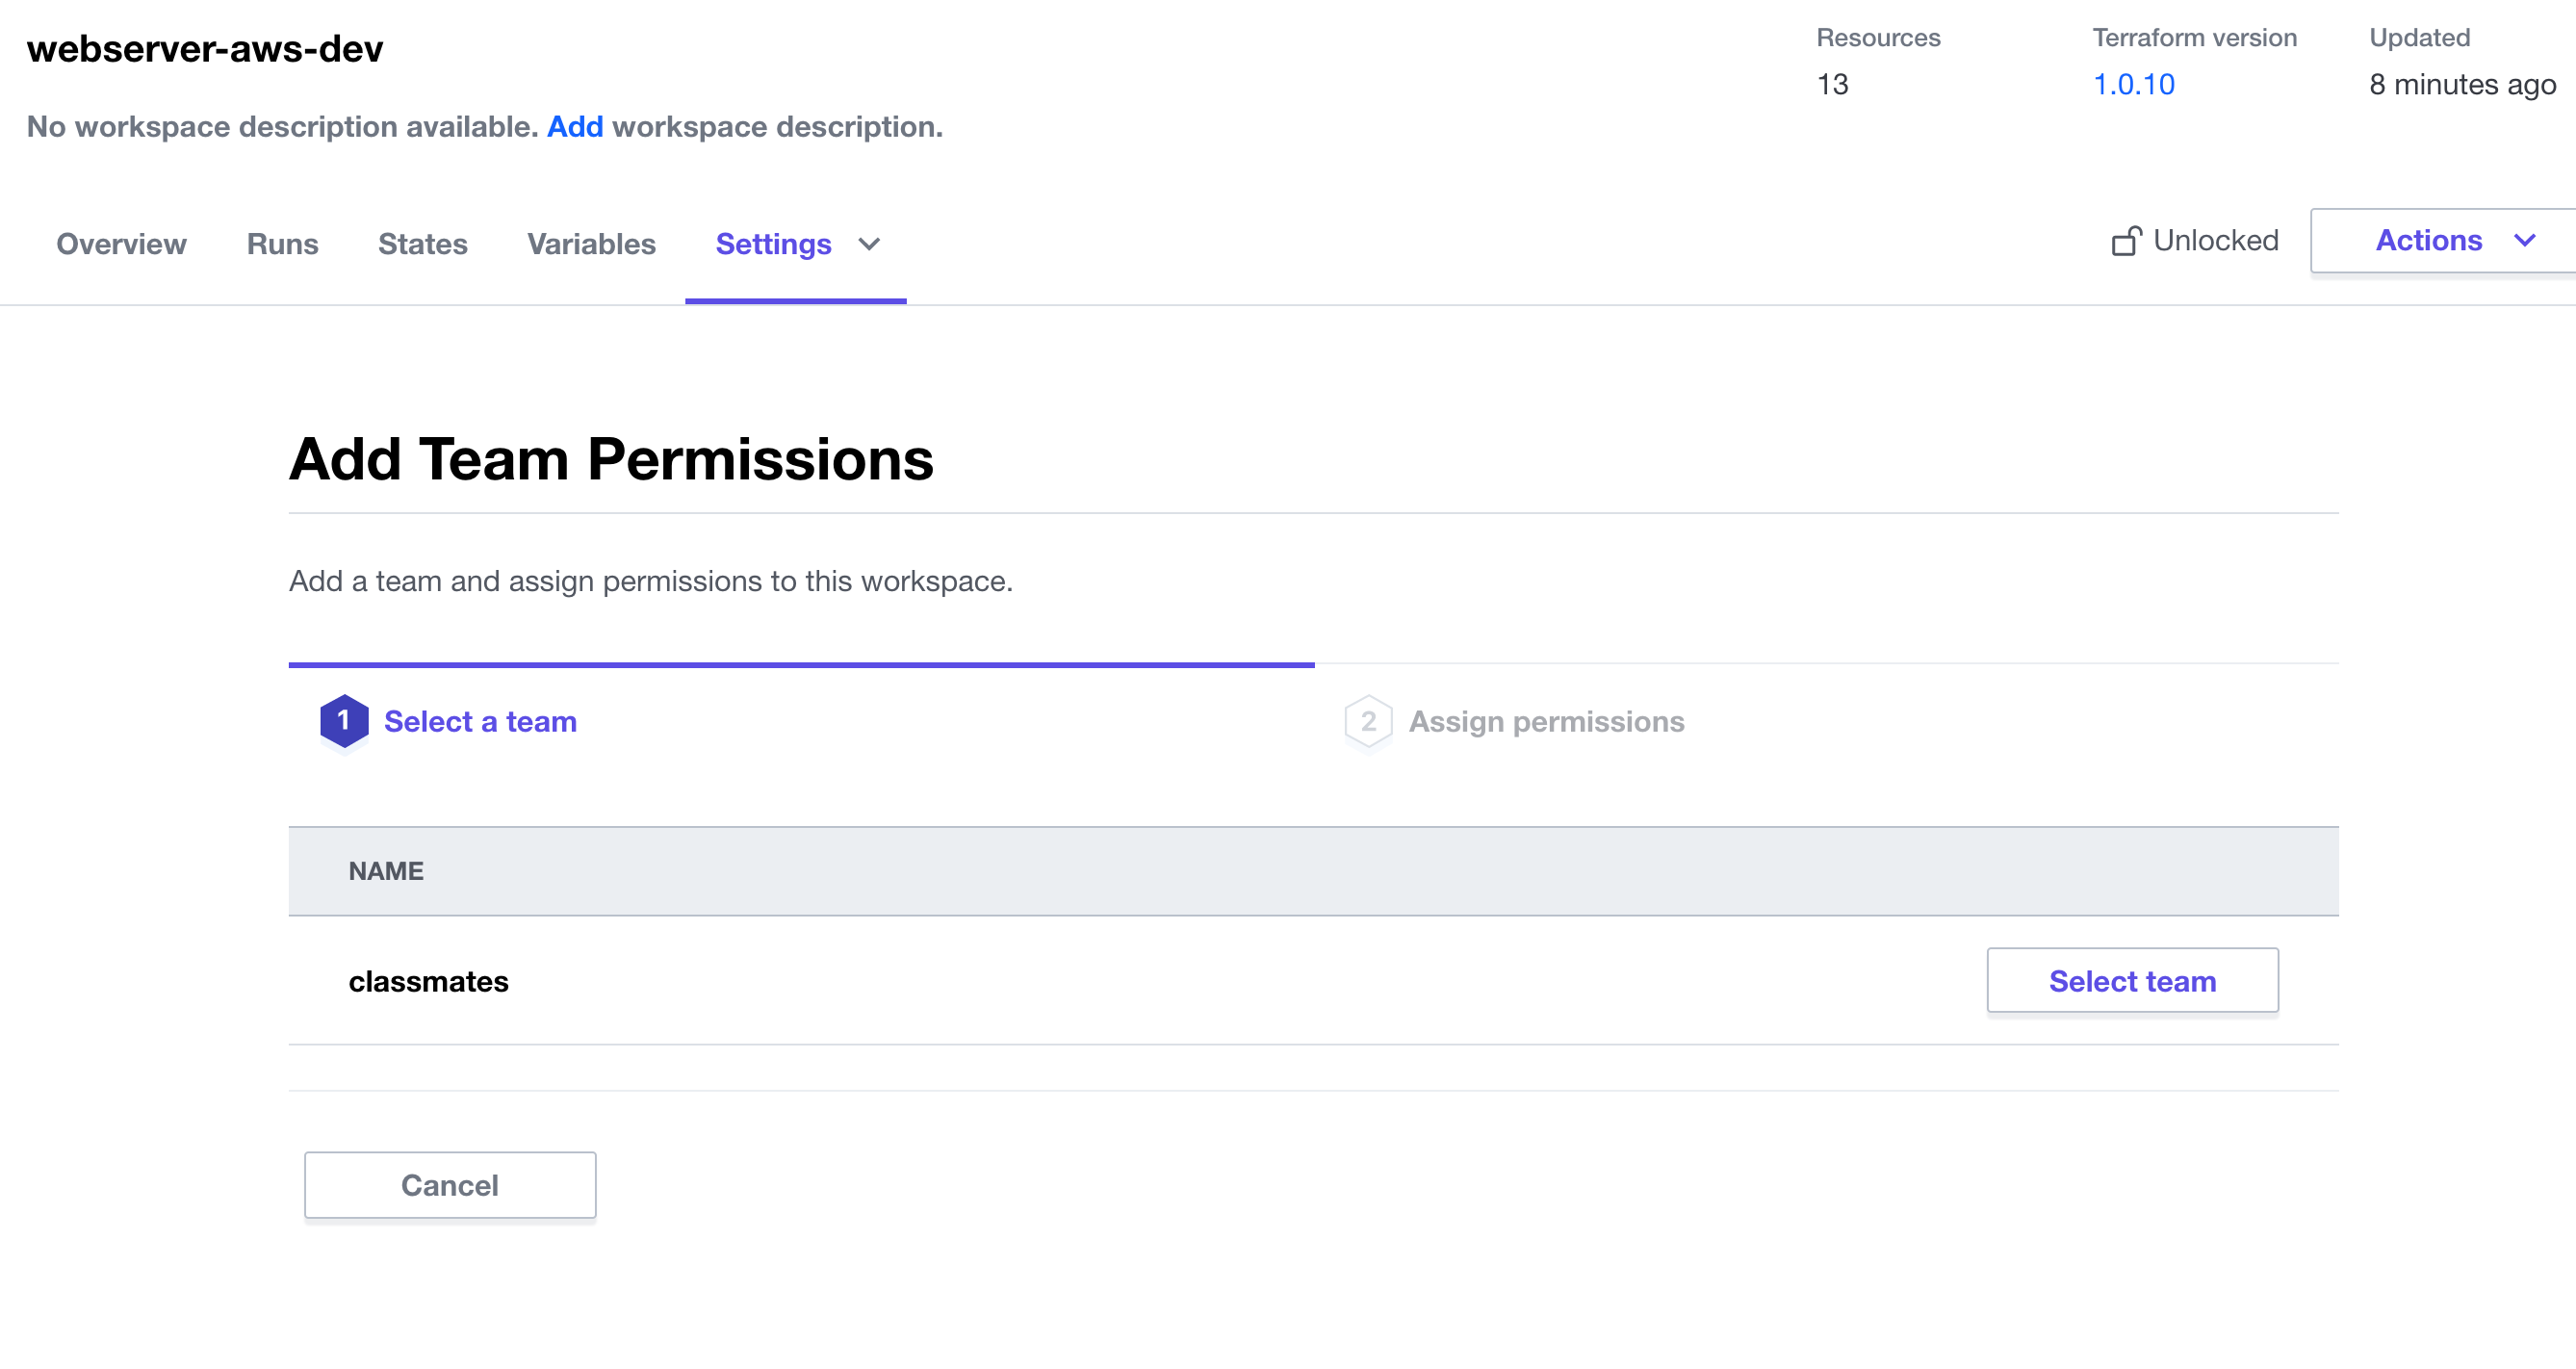 webserver-aws-dev
Resources
13
Terraform version
1.0.10
Updated
8 minutes ago
No workspace description available. Add workspace description.
Overview Runs States Variables Settings
Unlocked
Actions
Add Team Permissions
Add a team and assign permissions to this workspace.
1 Select a team
2 Assign permissions
NAME
classmates
Select team
Cancel